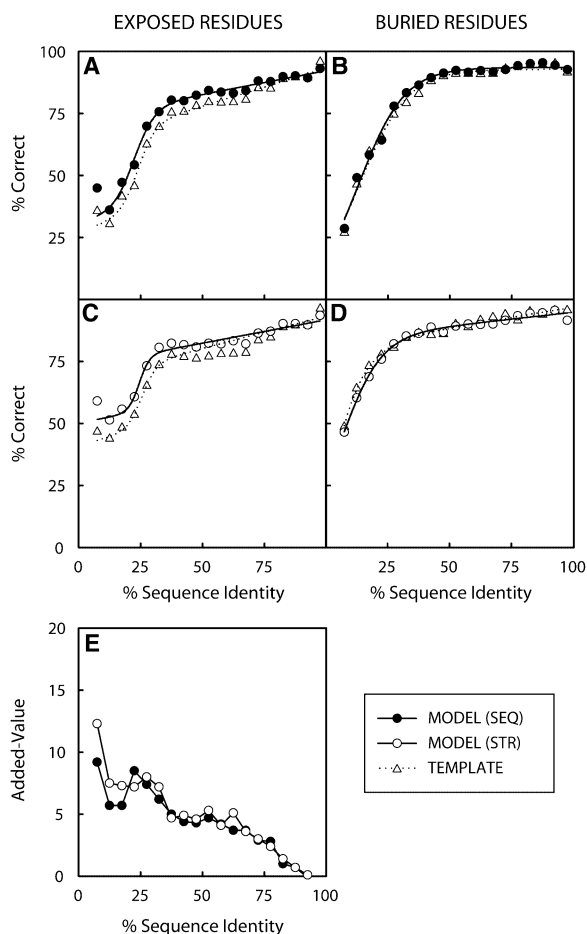 EXPOSED RESIDUES BURIED RESIDUES
100
A B
75
% Correct
50
25
C D
75
% Correct
50
25
0
0 25 50 75 25 50 75 100
% Sequence Identity % Sequence Identity
20
E
15
Added-Value
10
5
0
0 25 50 75 100
% Sequence Identity
MODEL (SEQ)
MODEL (STR)
TEMPLATE